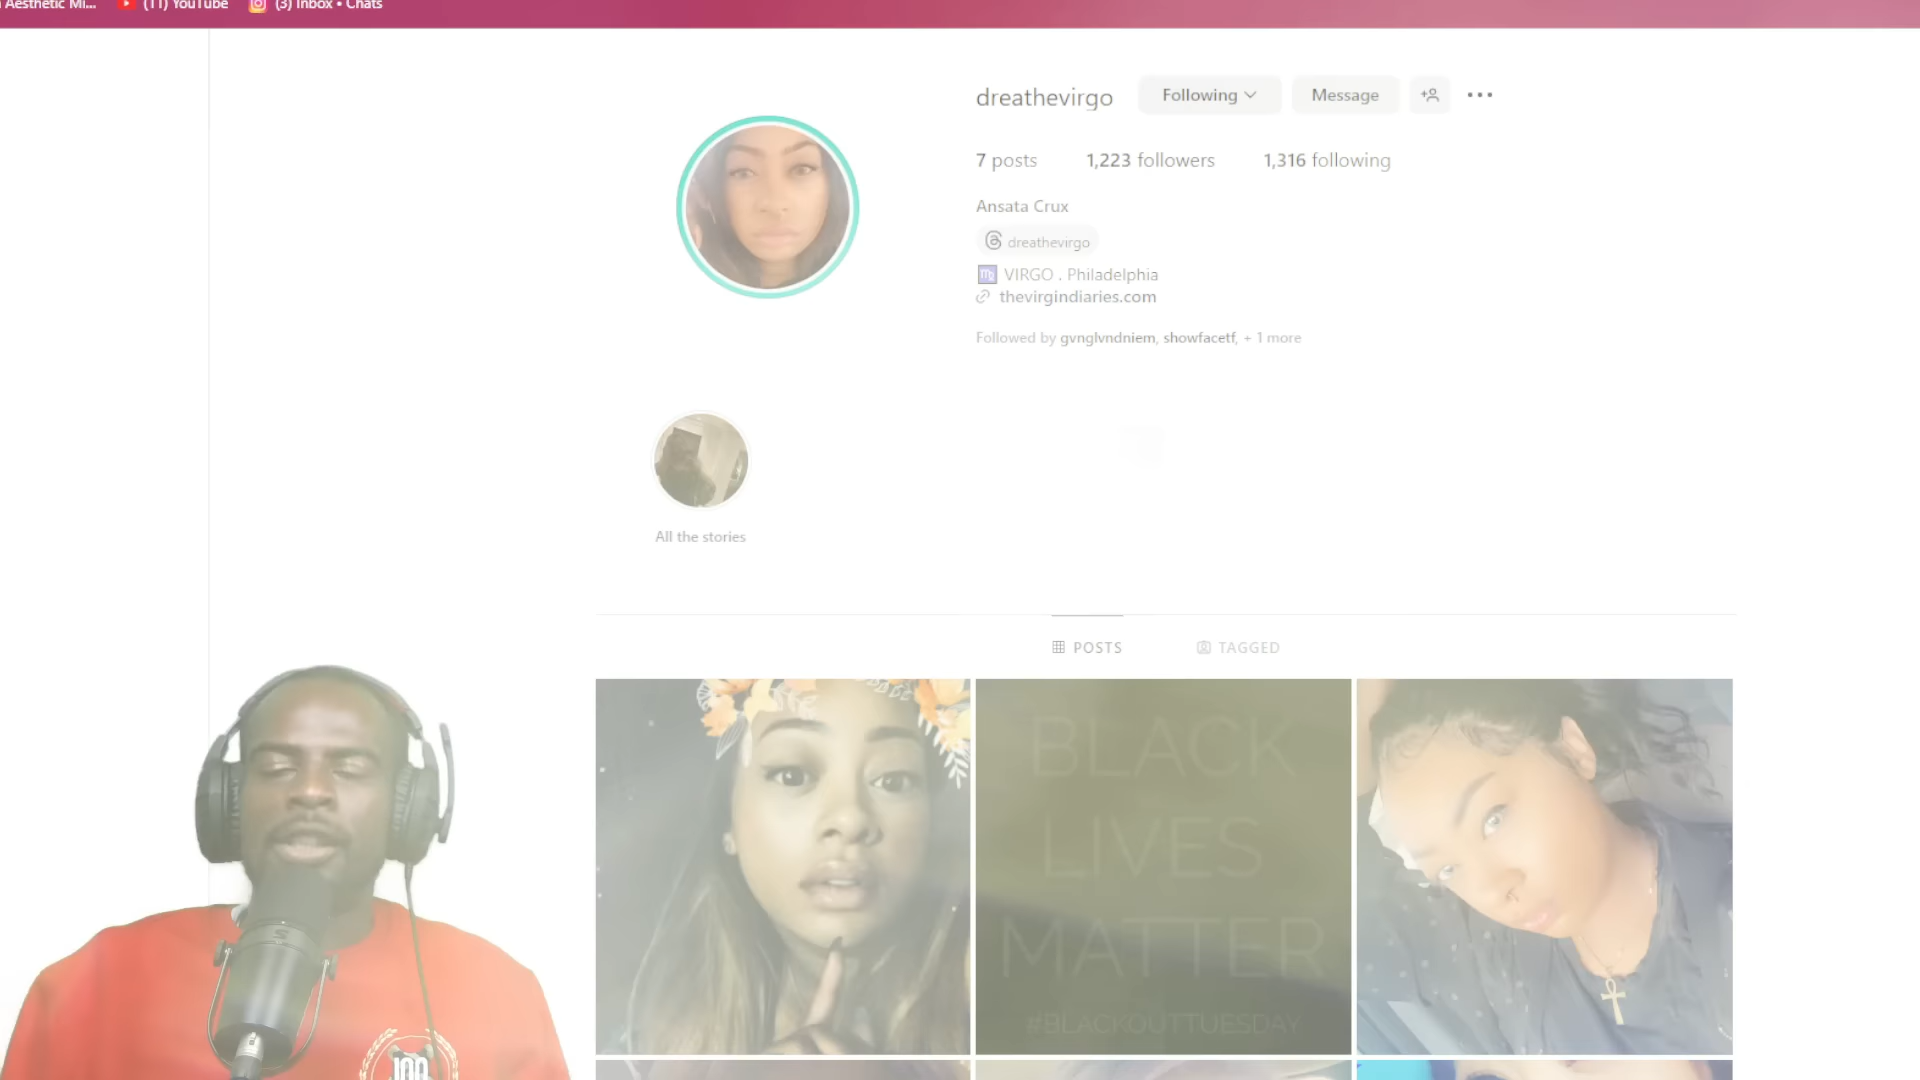 Aesthetic Mi...
(11) YouTube
(3) Inbox • Chats
dreathevirgo
Following
Message
7 posts
1,223 followers
1,316 following
Ansata Crux
dreathevirgo
♍ VIRGO . Philadelphia
thevirgindiaries.com
Followed by gvnglvndniem, showfacetf, + 1 more
All the stories
POSTS
TAGGED
BLACK
LIVES
MATTER
#BLACKOUTTUESDAY